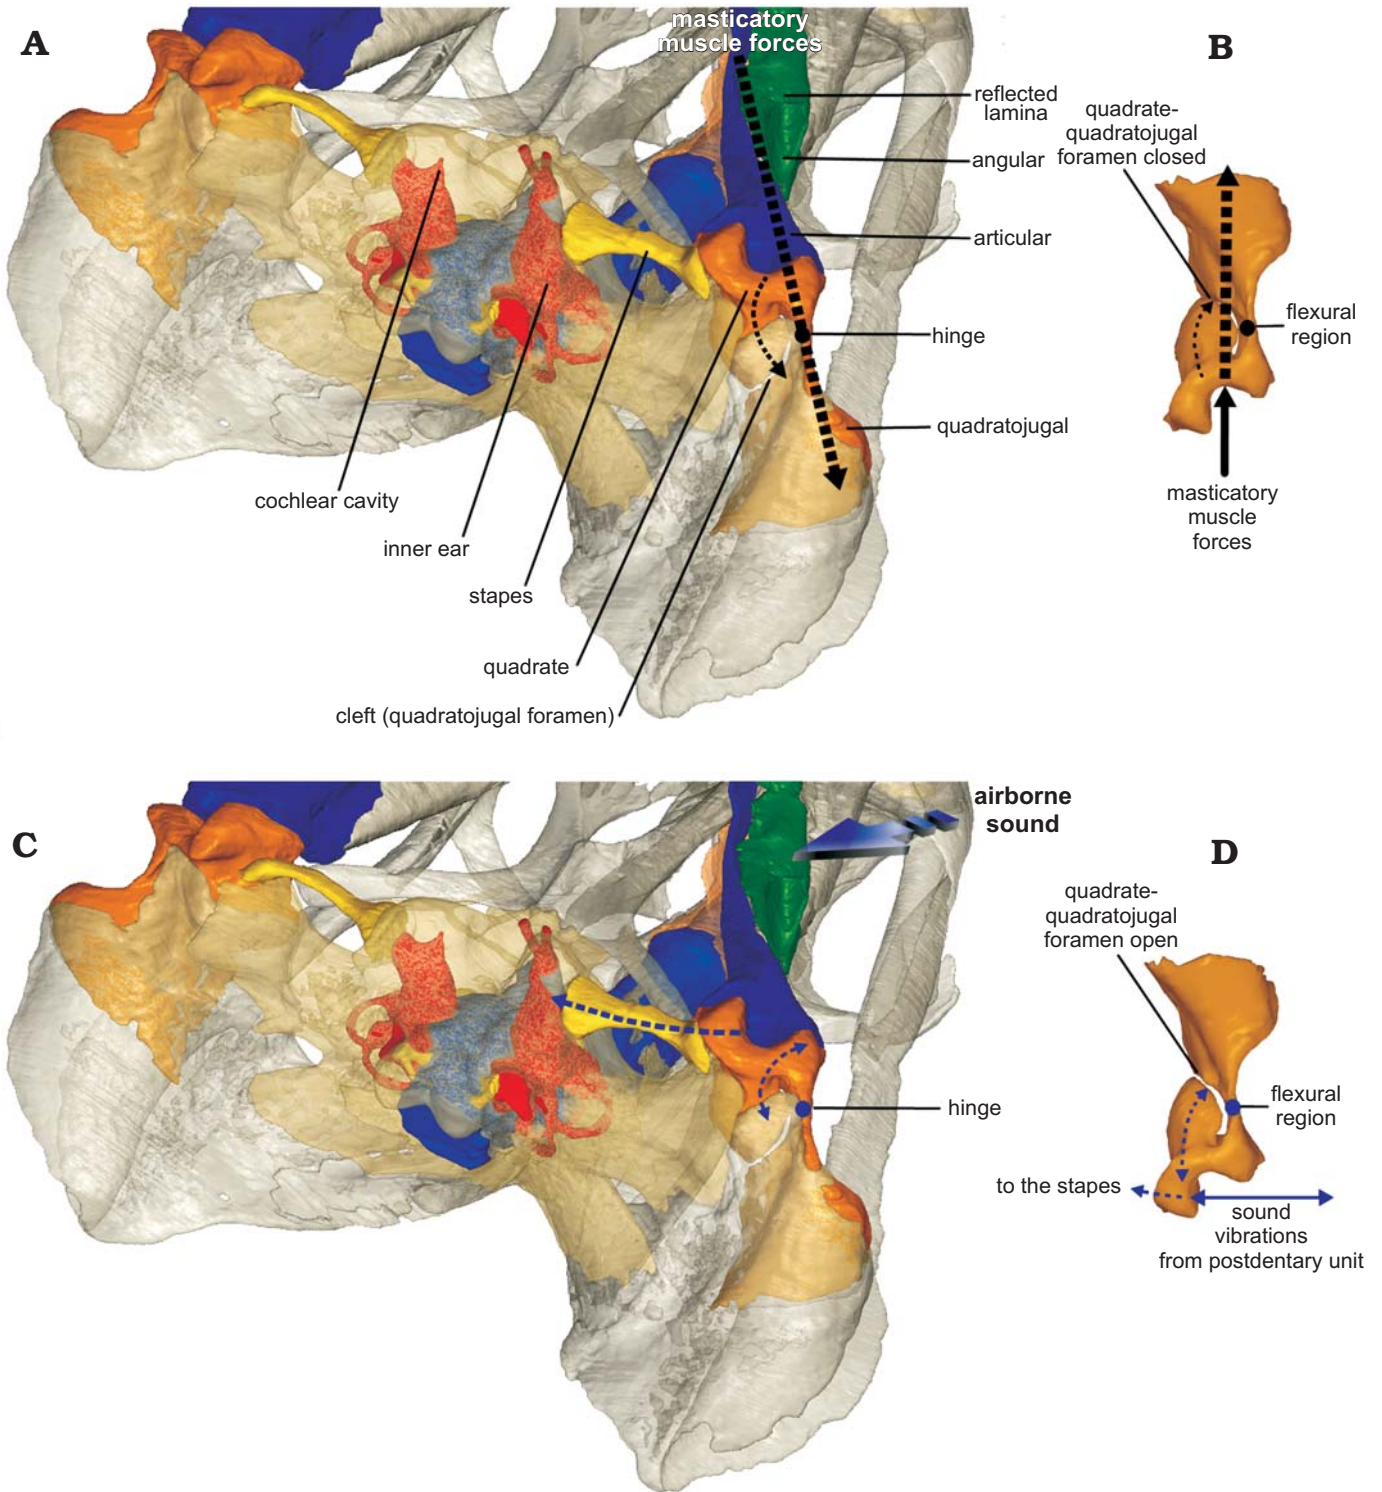 A
masticatory
muscle forces
reflected
lamina
angular
articular
hinge
quadratojugal
cochlear cavity
inner ear
stapes
quadrate
cleft (quadratojugal foramen)
B
quadrate-
quadratojugal
foramen closed
flexural
region
masticatory
muscle
forces
C
airborne
sound
hinge
D
quadrate-
quadratojugal
foramen open
flexural
region
to the stapes
sound
vibrations
from postdentary unit